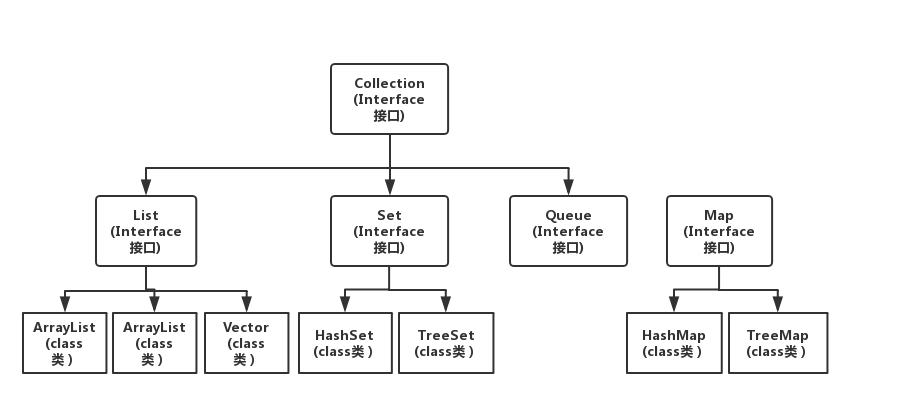 Collection
(Interface
接口)
List
(Interface
接口)
Set
(Interface
接口)
Queue
(Interface
接口)
Map
(Interface
接口)
ArrayList
(class
类 )
ArrayList
(class
类 )
Vector
(class
类 )
HashSet
(class类 )
TreeSet
(class类 )
HashMap
(class类 )
TreeMap
(class类 )